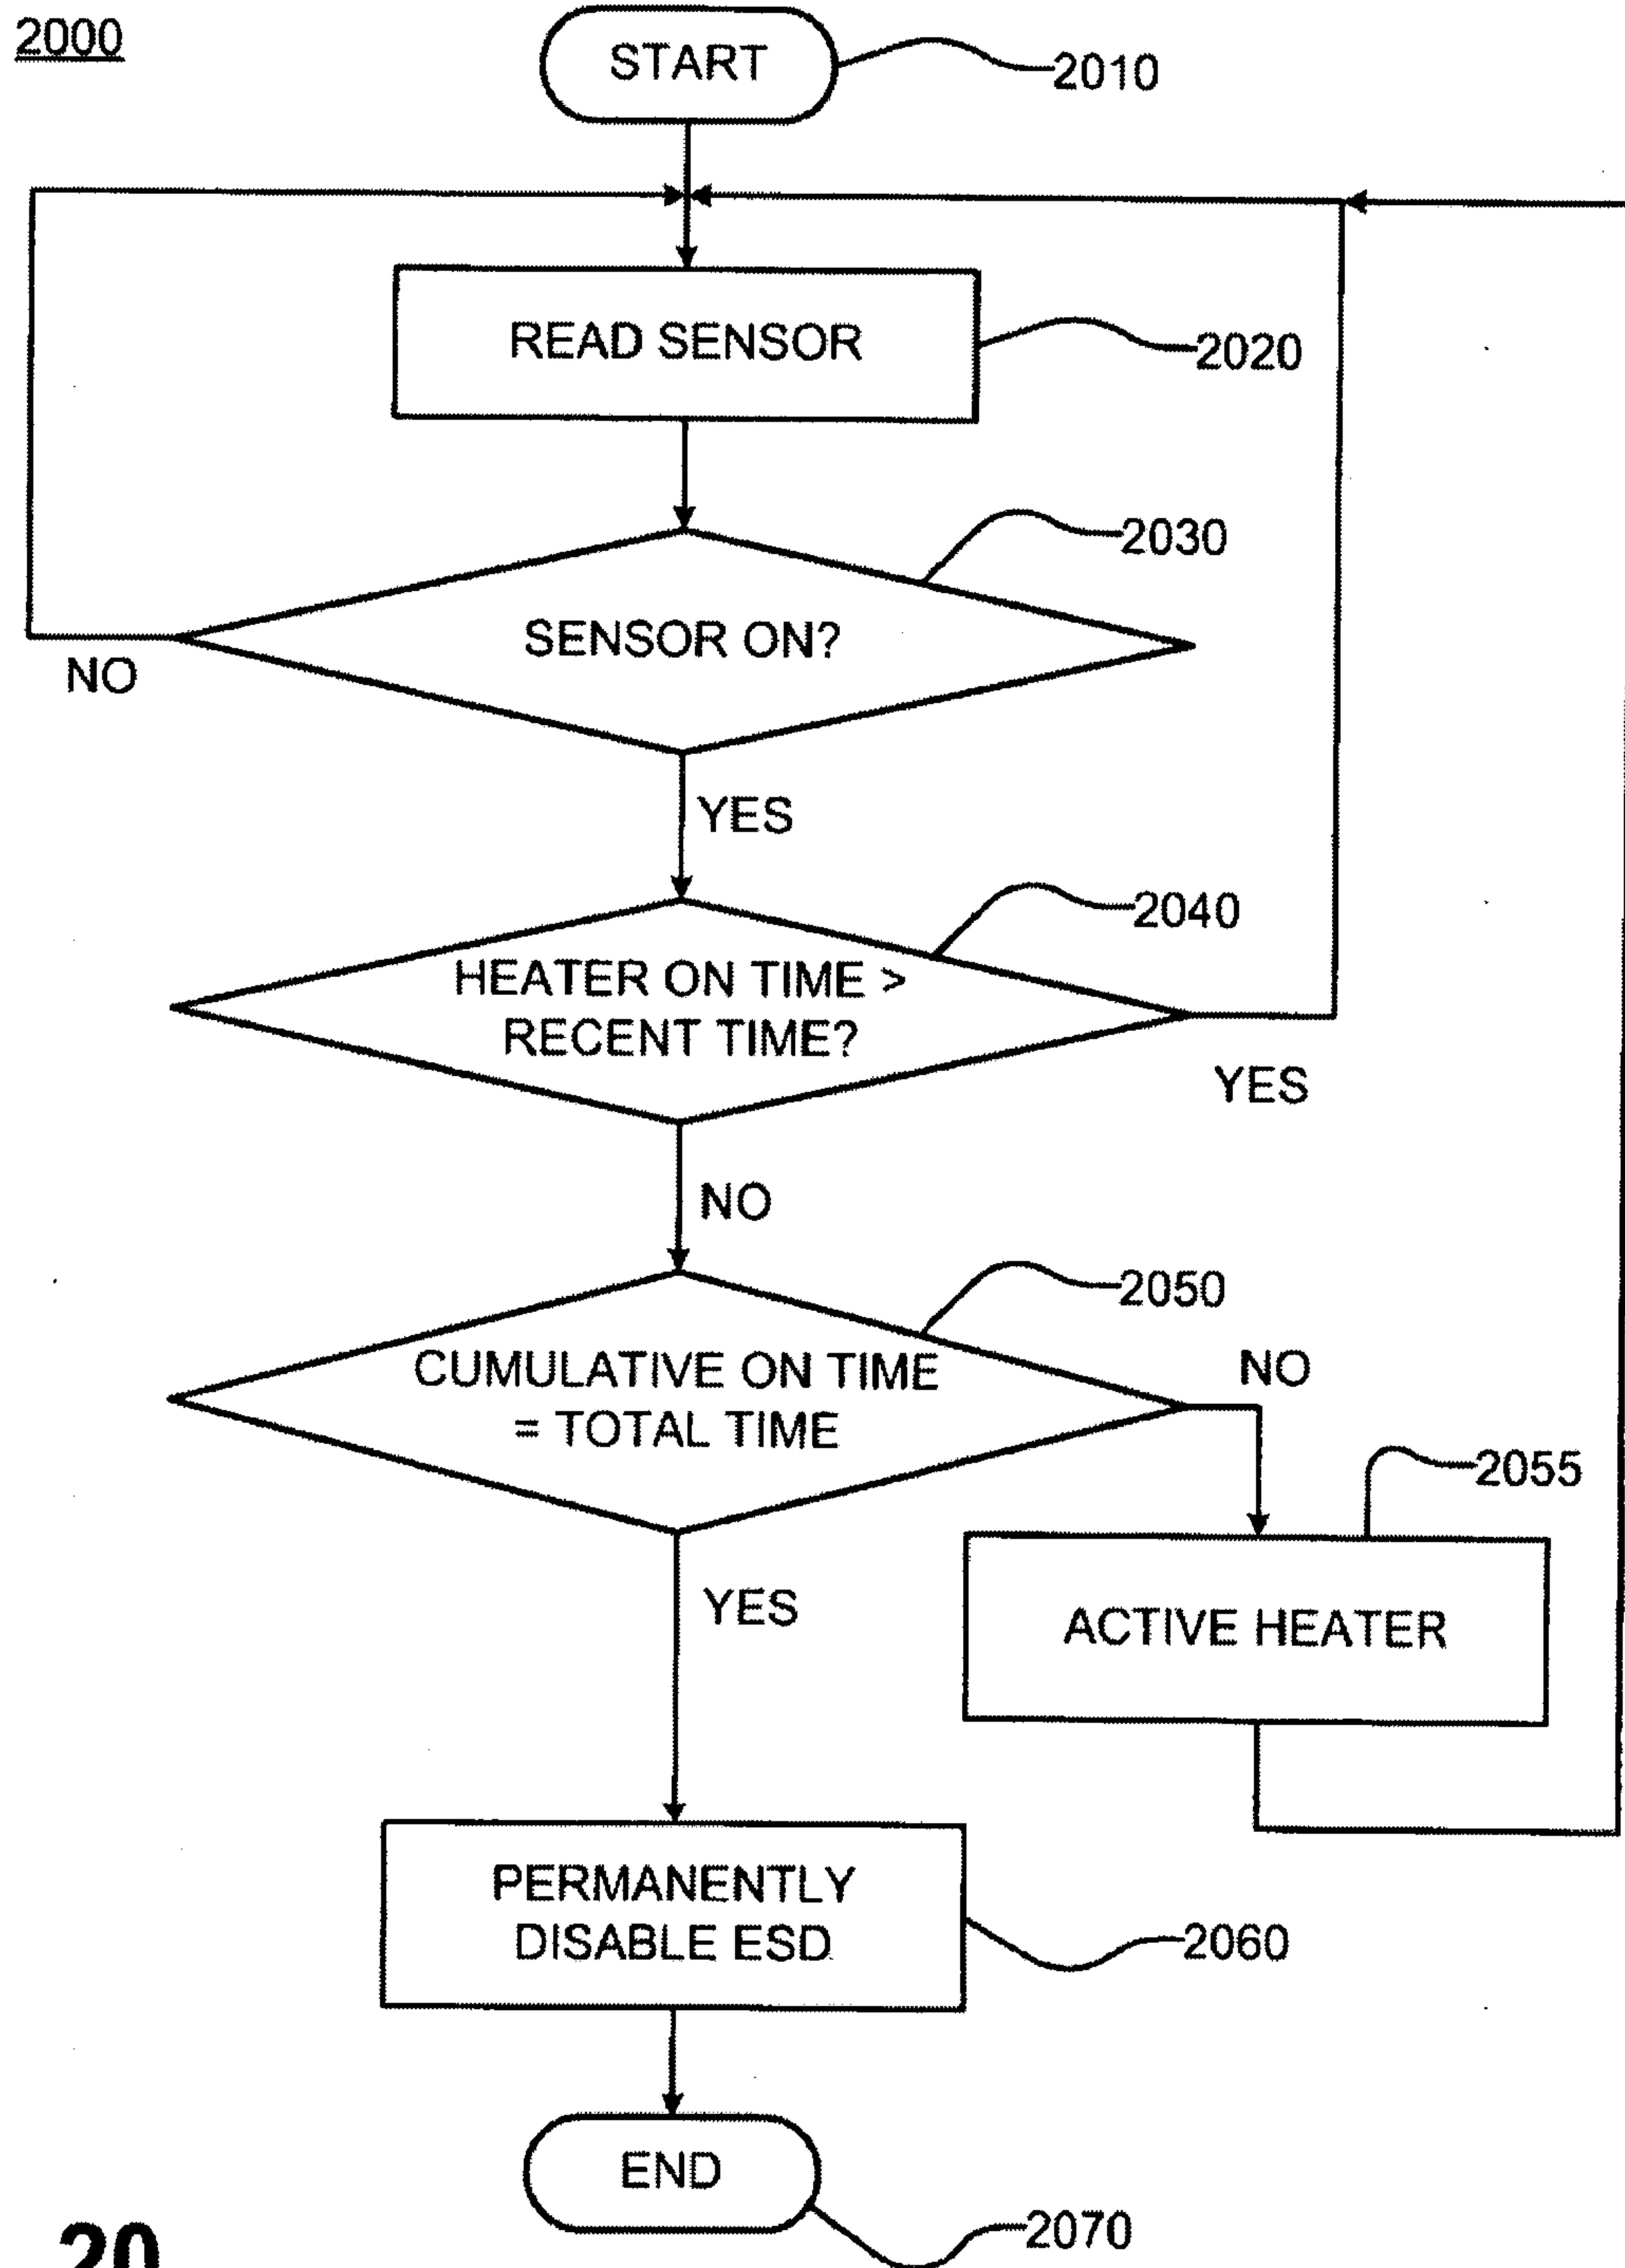 2000
START
2010
READ SENSOR
2020
2030
SENSOR ON?
NO
YES
2040
HEATER ON TIME >
RECENT TIME?
YES
NO
2050
CUMULATIVE ON TIME
= TOTAL TIME
NO
2055
YES
ACTIVE HEATER
PERMANENTLY
DISABLE ESD
2060
END
2070
20